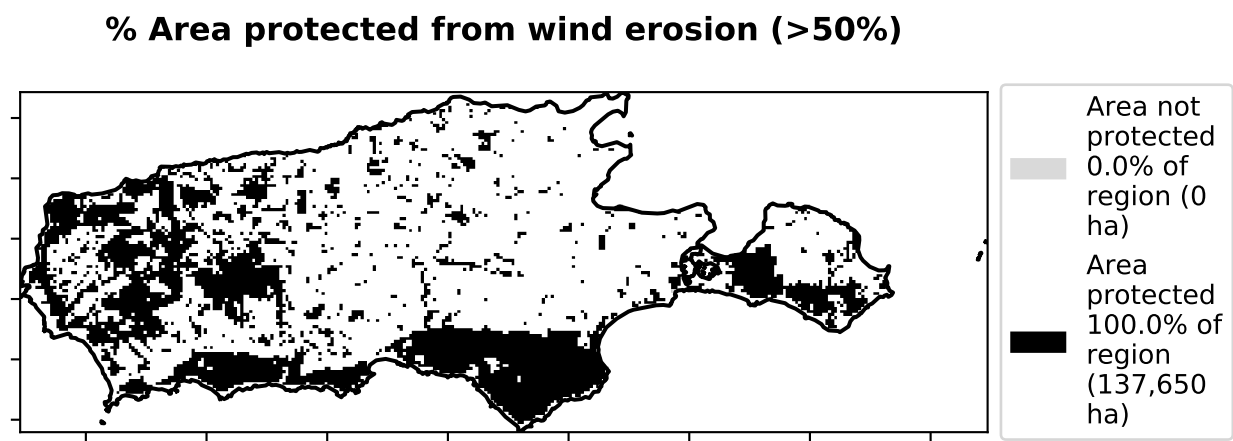 % Area protected from wind erosion (>50%)
Area not
protected
0.0% of
region (0
ha)
Area
protected
100.0% of
region
(137,650
ha)